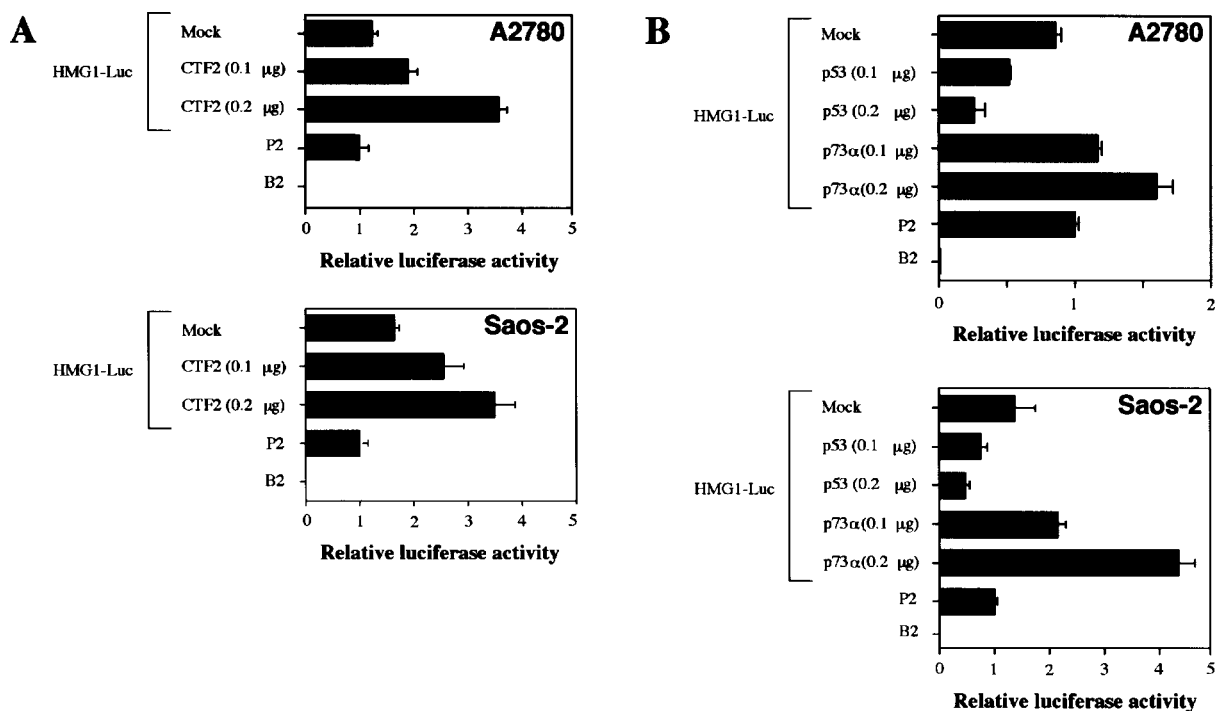 A
A2780
Mock
HMG1-Luc
CTF2 (0.1 μg)
CTF2 (0.2 μg)
P2
B2
0 1 2 3 4 5
Relative luciferase activity
Saos-2
Mock
HMG1-Luc
CTF2 (0.1 μg)
CTF2 (0.2 μg)
P2
B2
0 1 2 3 4 5
Relative luciferase activity
B
A2780
Mock
p53 (0.1 μg)
p53 (0.2 μg)
HMG1-Luc
p73α(0.1 μg)
p73α(0.2 μg)
P2
B2
0 1 2
Relative luciferase activity
Saos-2
Mock
p53 (0.1 μg)
p53 (0.2 μg)
HMG1-Luc
p73α(0.1 μg)
p73α(0.2 μg)
P2
B2
0 1 2 3 4 5
Relative luciferase activity